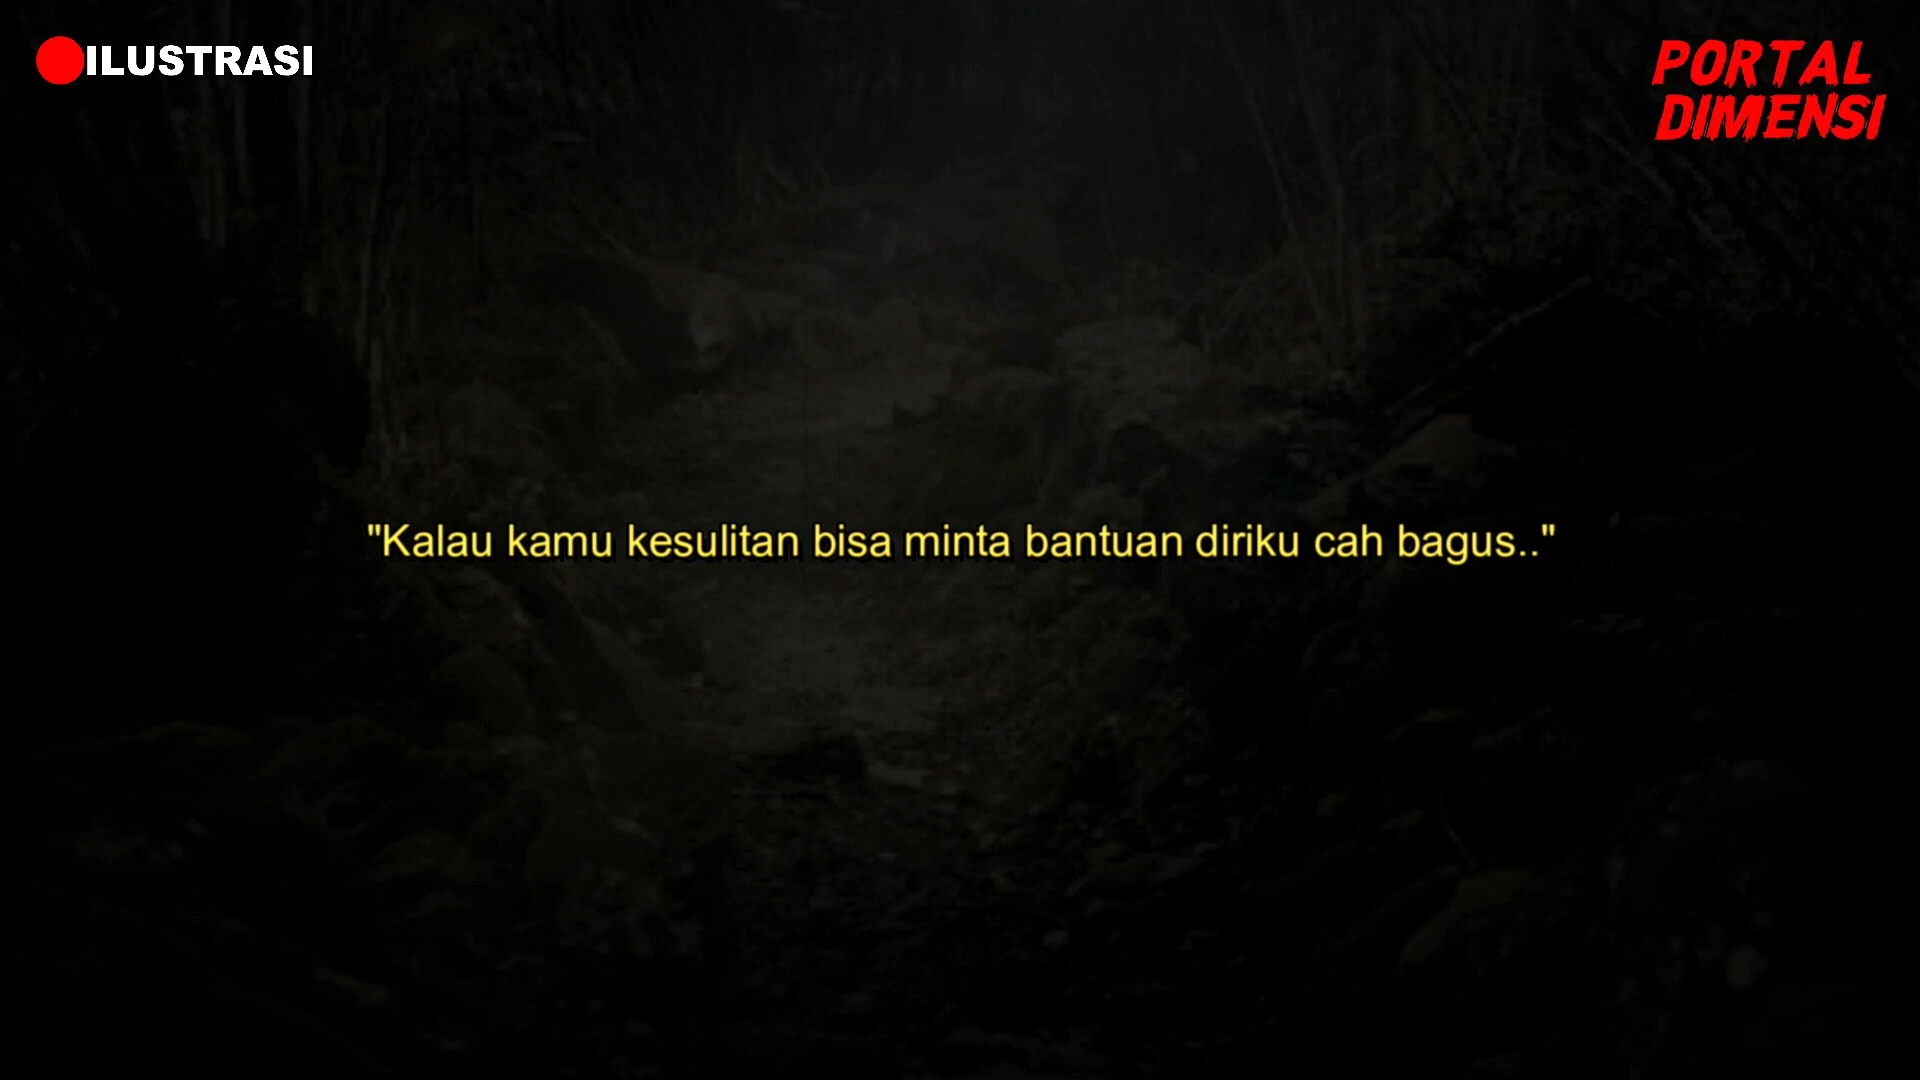 ILUSTRASI
PORTAL
DIMENSI
"Kalau kamu kesulitan bisa minta bantuan diriku cah bagus.."